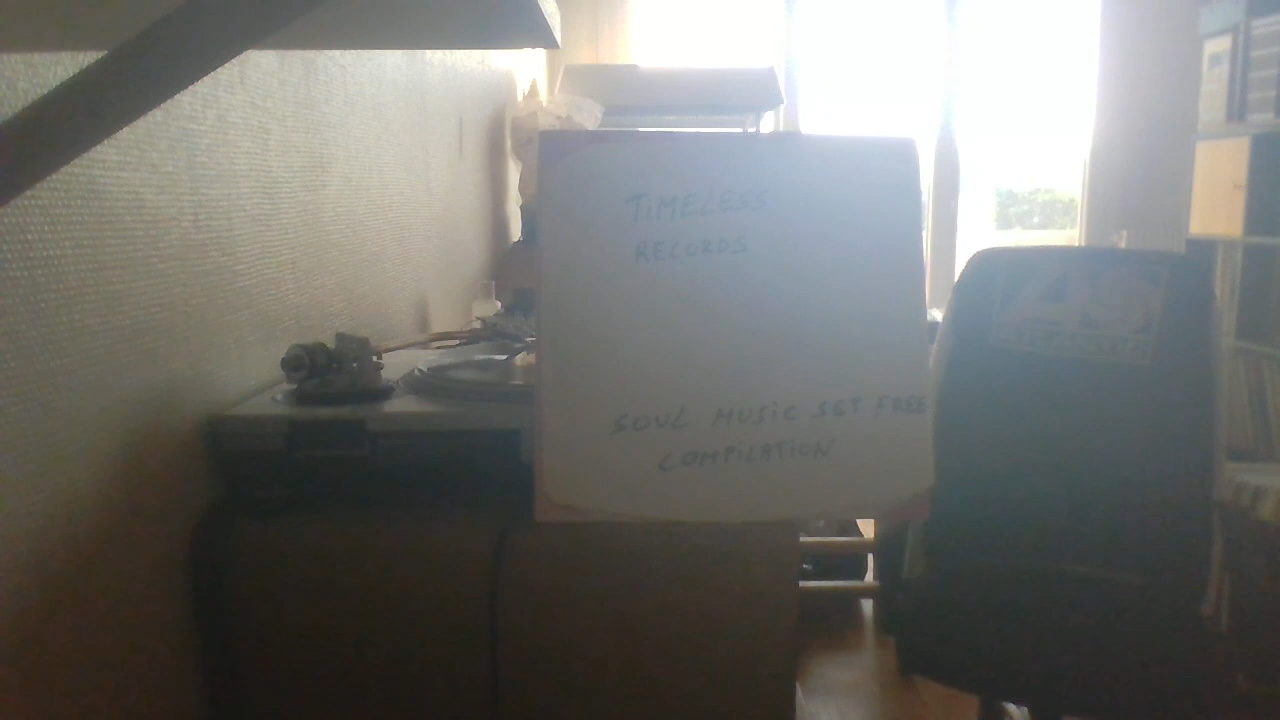 TiMELESS
RECORDS
SOUL MUSiC SET FREE
COMPILATION